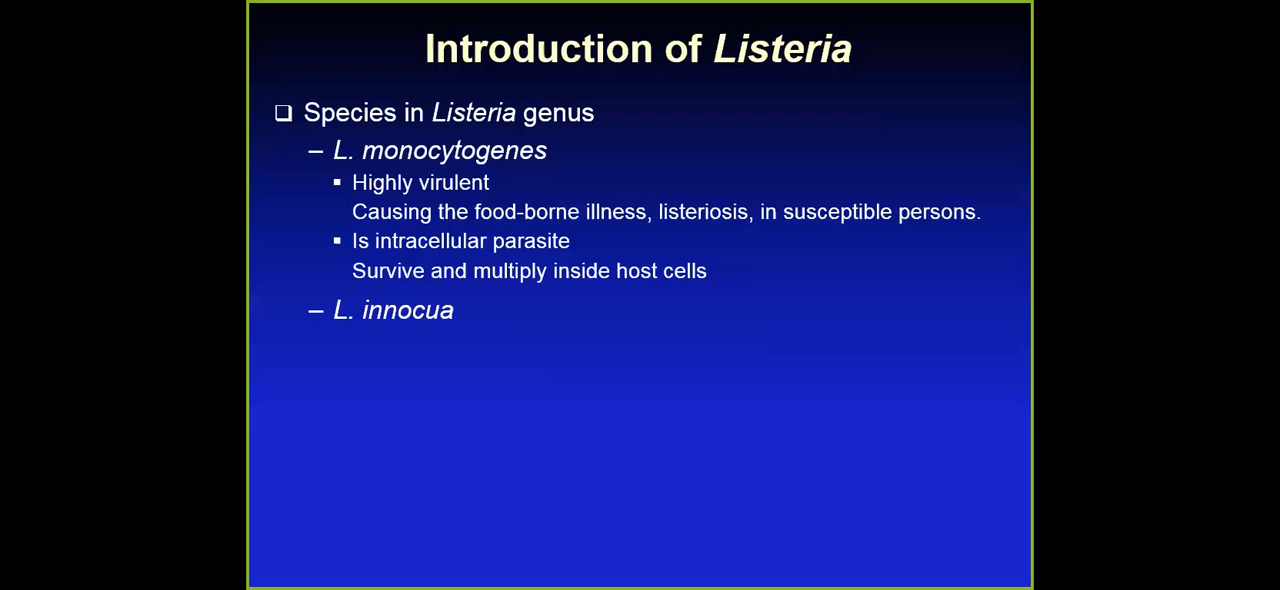 Introduction of Listeria
❑ Species in Listeria genus
– L. monocytogenes
▪ Highly virulent
Causing the food-borne illness, listeriosis, in susceptible persons.
▪ Is intracellular parasite
Survive and multiply inside host cells
– L. innocua